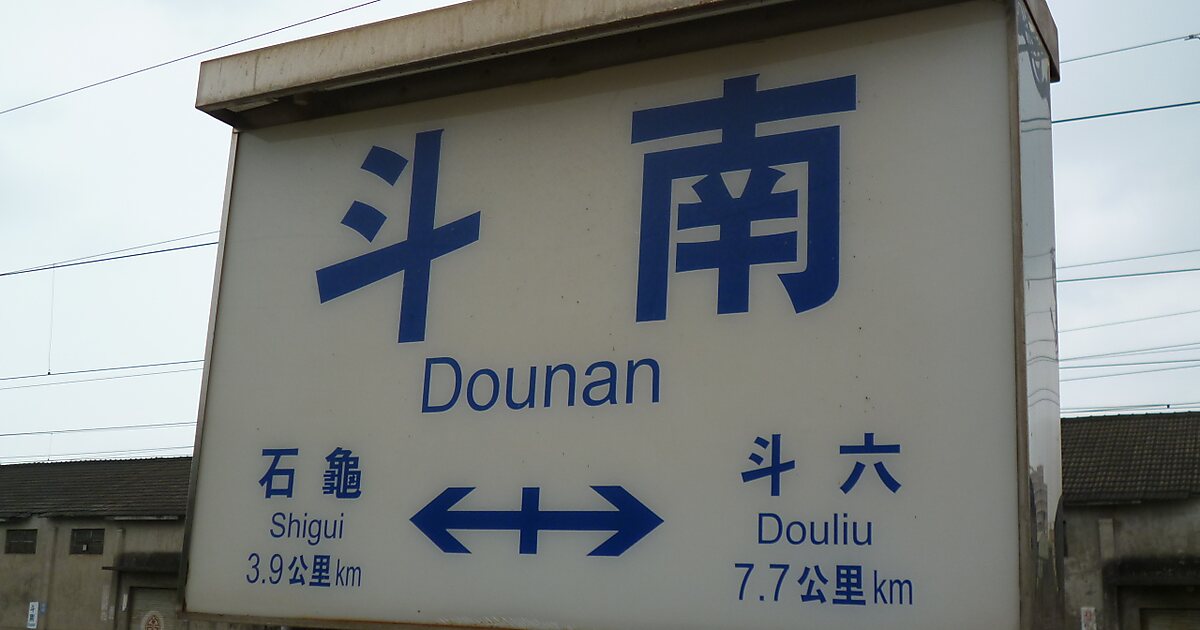 斗南
Dounan
石龜
Shigui
3.9公里km
斗六
Douliu
7.7公里km